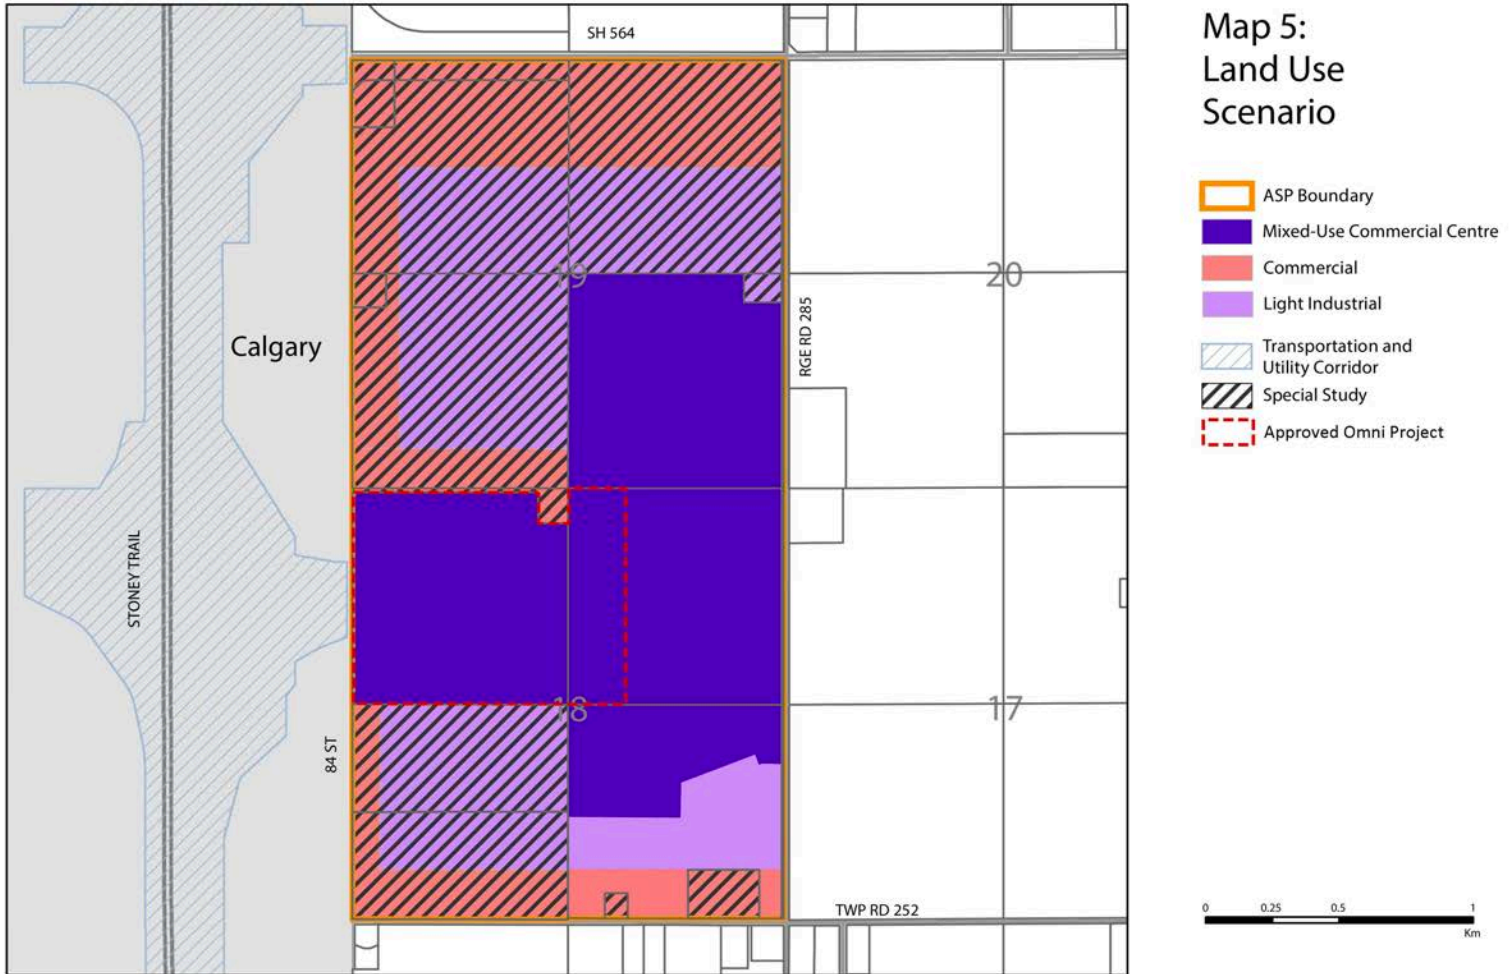 Map 5:
Land Use
Scenario
ASP Boundary
Mixed-Use Commercial Centre
Commercial
Light Industrial
Transportation and
Utility Corridor
Special Study
Approved Omni Project
SH 564
19
20
RGE RD 285
Calgary
STONEY TRAIL
18
17
84 ST
TWP RD 252
0 0.25 0.5 1
Km